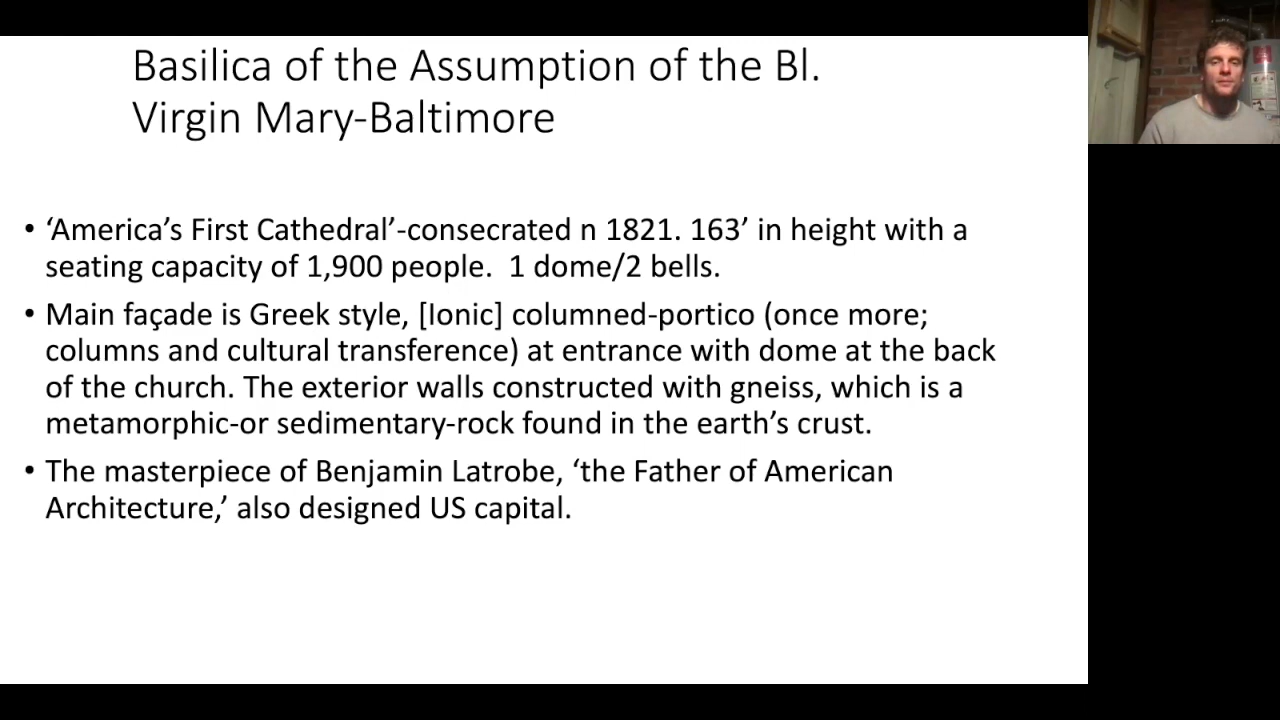 Basilica of the Assumption of the Bl.
Virgin Mary-Baltimore
• ‘America’s First Cathedral’-consecrated n 1821. 163’ in height with a
seating capacity of 1,900 people.  1 dome/2 bells.
• Main façade is Greek style, [Ionic] columned-portico (once more;
columns and cultural transference) at entrance with dome at the back
of the church. The exterior walls constructed with gneiss, which is a
metamorphic-or sedimentary-rock found in the earth’s crust.
• The masterpiece of Benjamin Latrobe, ‘the Father of American
Architecture,’ also designed US capital.